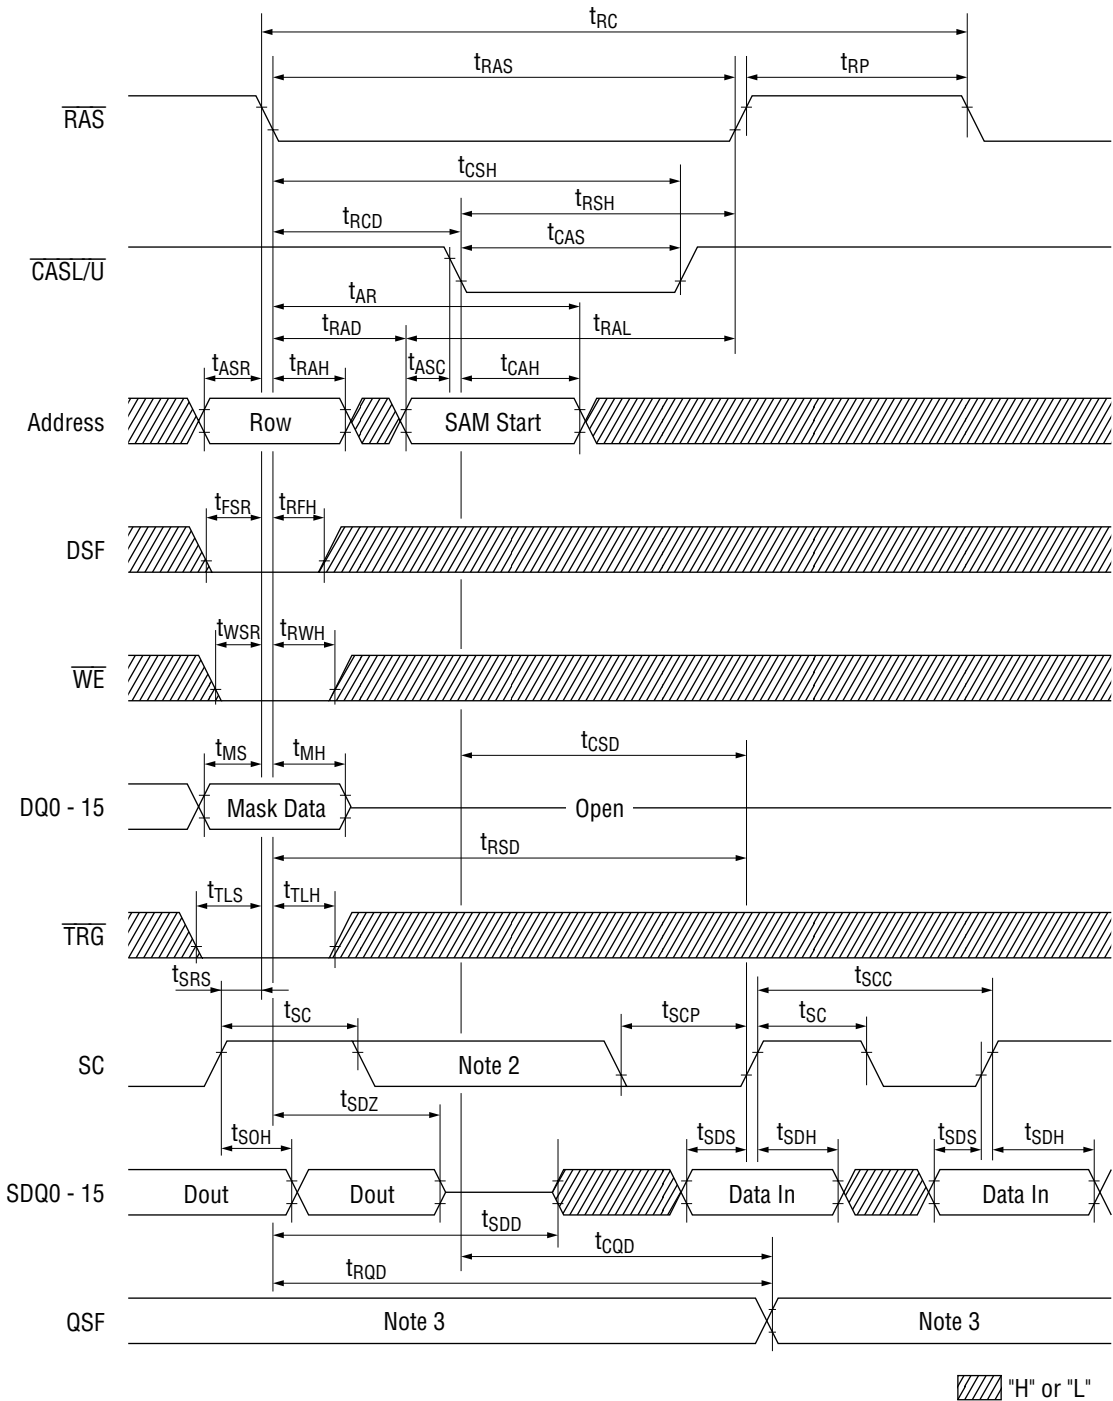 tRC
tRAS
tRP
RAS
tCSH
tRSH
tRCD
tCAS
CASL/U
tAR
tRAD
tRAL
tASR
tRAH
tASC
tCAH
Address
Row
SAM Start
tFSR
tRFH
DSF
tWSR
tRWH
WE
tCSD
tMS
tMH
DQ0 - 15
Mask Data
Open
tRSD
tTLS
tTLH
TRG
tSRS
tSCC
tSC
tSCP
tSC
SC
Note 2
tSDZ
tSOH
tSDS
tSDH
tSDS
tSDH
SDQ0 - 15
Dout
Dout
Data In
Data In
tSDD
tCQD
tRQD
QSF
Note 3
Note 3
"H" or "L"